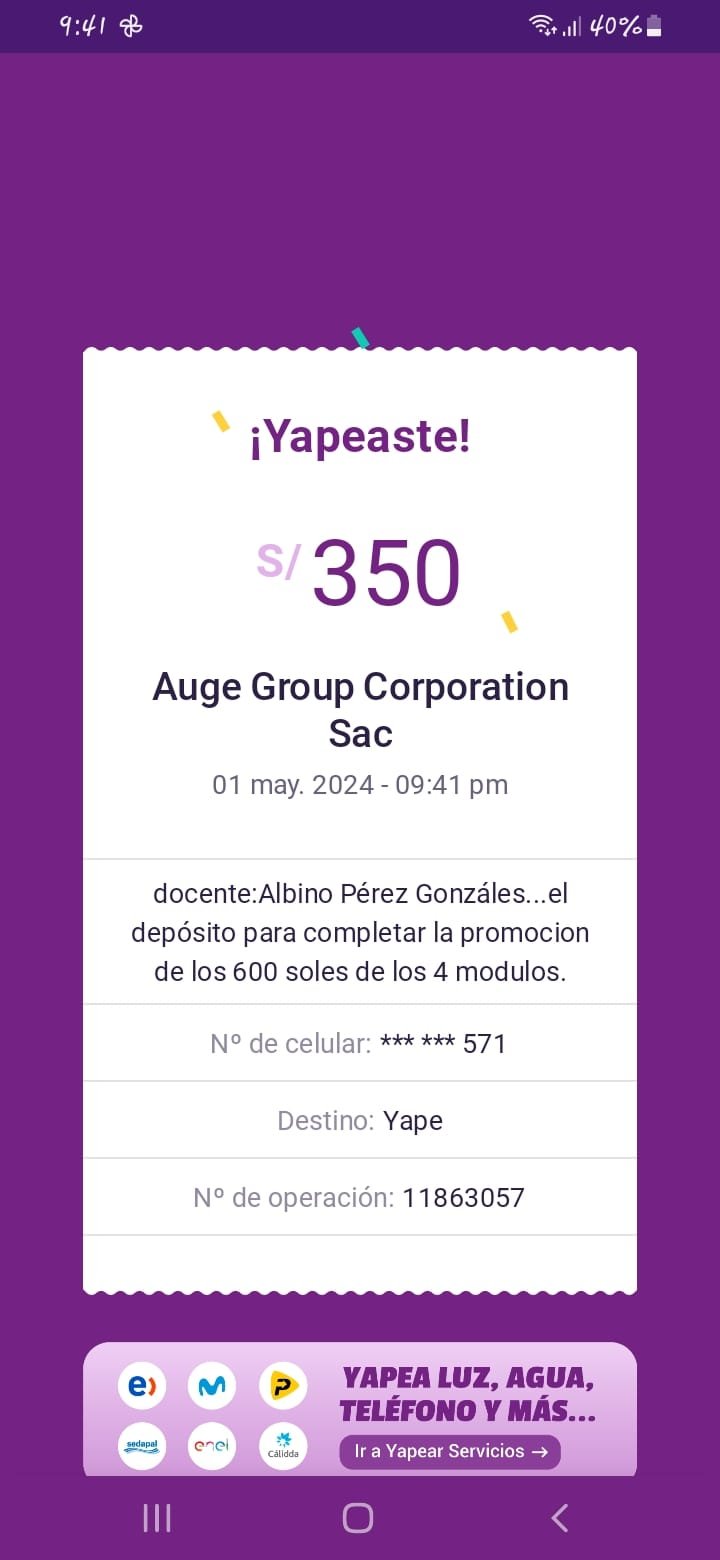 9:41
40%
¡Yapeaste!
S/ 350
Auge Group Corporation
Sac
01 may. 2024 - 09:41 pm
docente:Albino Pérez Gonzáles...el
depósito para completar la promocion
de los 600 soles de los 4 modulos.
Nº de celular: *** *** 571
Destino: Yape
Nº de operación: 11863057
YAPEA LUZ, AGUA,
TELÉFONO Y MÁS...
sedapal
enel
Cálidda
Ir a Yapear Servicios →